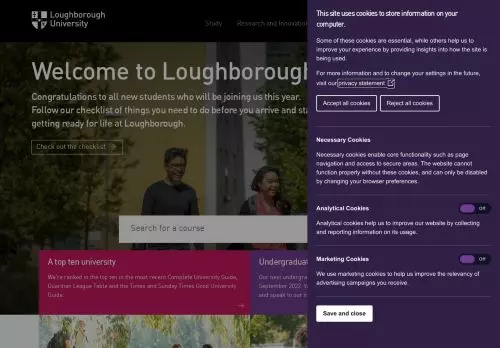 Loughborough
University
Study
Research and Innovation
Welcome to Loughborough
Congratulations to all new students who will be joining us this year.
Follow our checklist of things you need to do before you arrive and
getting ready for life at Loughborough.
Check out the checklist
Search for a course
A top ten university
We're ranked in the top ten in the most recent Complete University Guide,
Guardian League Table and the Times and Sunday Times Good University
Guide.
Our next
September 2022.
and speak to our
This site uses cookies to store information on your
computer.
Some of these cookies are essential, while others help us to
improve your experience by providing insights into how the site is
being used.
For more information and to change your settings in the future,
visit our privacy statement
Accept all cookies
Reject all cookies
Necessary Cookies
Necessary cookies enable core functionality such as page
navigation and access to secure areas. The website cannot
function properly without these cookies, and can only be disabled
by changing your browser preferences.
Analytical Cookies
Off
Analytical cookies help us to improve our website by collecting
and reporting information on its usage.
Marketing Cookies
Off
We use marketing cookies to help us improve the relevancy of
advertising campaigns you receive.
Save and close